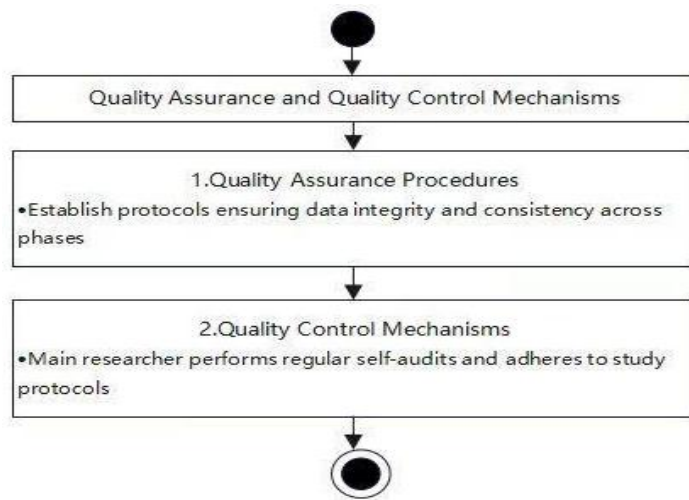 Quality Assurance and Quality Control Mechanisms
1.Quality Assurance Procedures
•Establish protocols ensuring data integrity and consistency across
phases
2.Quality Control Mechanisms
•Main researcher performs regular self-audits and adheres to study
protocols